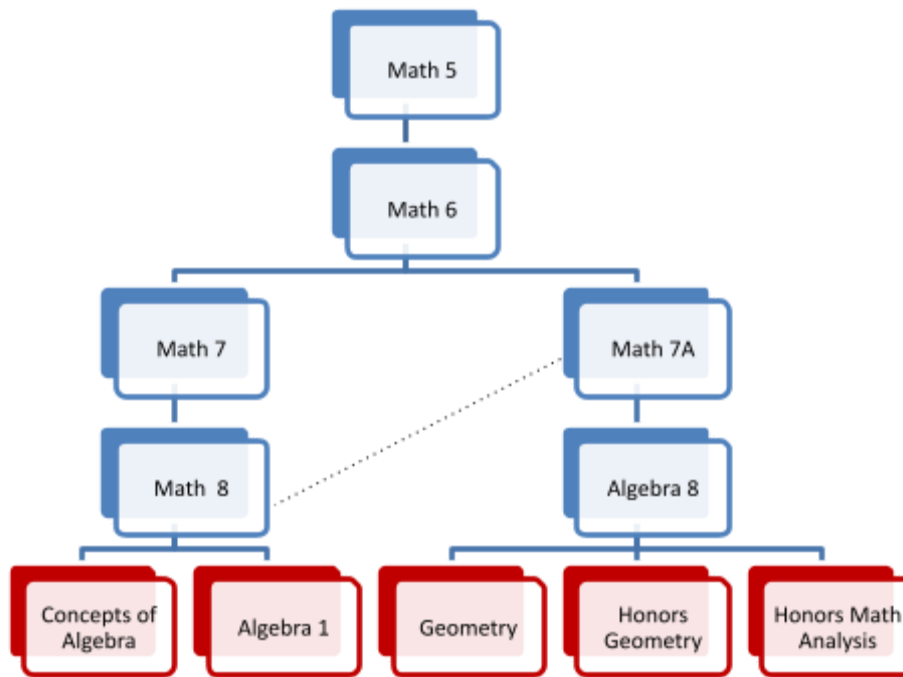 Math 5
Math 6
Math 7
Math 7A
Math 8
Algebra 8
Concepts of
Algebra
Algebra 1
Geometry
Honors
Geometry
Honors Math
Analysis